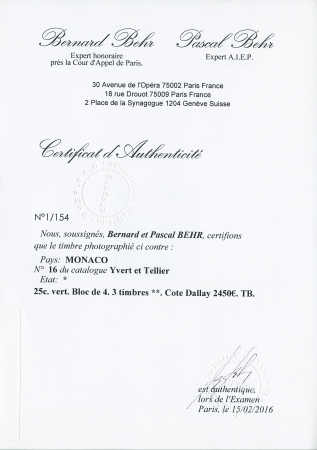 Bernard Behr Pascal Behr
Expert honoraire Expert A.I.E.P.
près la Cour d'Appel de Paris.
30 Avenue de l'Opéra 75002 Paris France
18 rue Drouot 75009 Paris France
2 Place de la Synagogue 1204 Genève Suisse
Certificat d'Authenticité
N°1/154
Nous, soussignés, Bernard et Pascal BEHR, certifions
que le timbre photographié ci contre :
Pays: MONACO
N° 16 du catalogue Yvert et Tellier
Etat: *
25c. vert. Bloc de 4. 3 timbres **. Cote Dallay 2450€. TB.
est authentique,
lors de l'Examen
Paris, le 15/02/2016